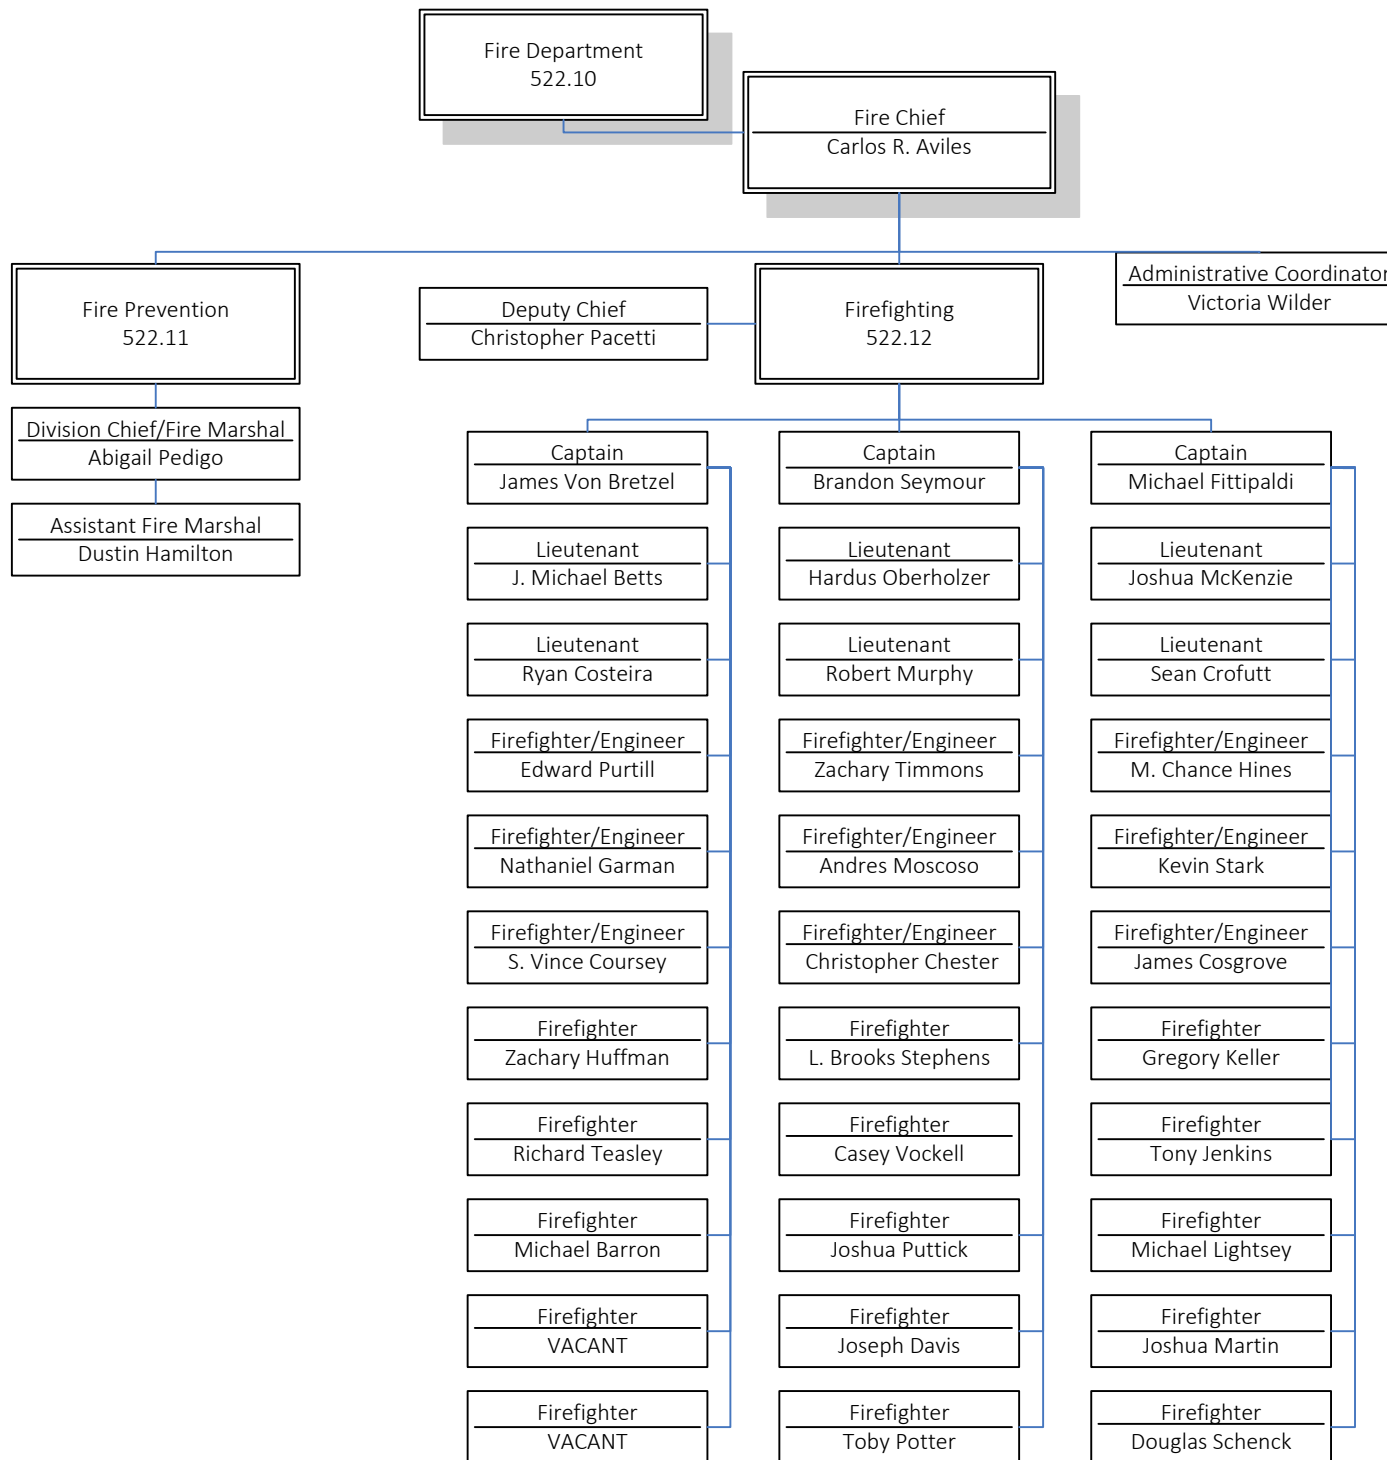 Fire Department
522.10
Fire Chief
Carlos R. Aviles
Fire Prevention
522.11
Deputy Chief
Christopher Pacetti
Firefighting
522.12
Administrative Coordinator
Victoria Wilder
Division Chief/Fire Marshal
Abigail Pedigo
Assistant Fire Marshal
Dustin Hamilton
Captain
James Von Bretzel
Lieutenant
J. Michael Betts
Lieutenant
Ryan Costeira
Firefighter/Engineer
Edward Purtill
Firefighter/Engineer
Nathaniel Garman
Firefighter/Engineer
S. Vince Coursey
Firefighter
Zachary Huffman
Firefighter
Richard Teasley
Firefighter
Michael Barron
Firefighter
VACANT
Firefighter
VACANT
Captain
Brandon Seymour
Lieutenant
Hardus Oberholzer
Lieutenant
Robert Murphy
Firefighter/Engineer
Zachary Timmons
Firefighter/Engineer
Andres Moscoso
Firefighter/Engineer
Christopher Chester
Firefighter
L. Brooks Stephens
Firefighter
Casey Vockell
Firefighter
Joshua Puttick
Firefighter
Joseph Davis
Firefighter
Toby Potter
Captain
Michael Fittipaldi
Lieutenant
Joshua McKenzie
Lieutenant
Sean Crofutt
Firefighter/Engineer
M. Chance Hines
Firefighter/Engineer
Kevin Stark
Firefighter/Engineer
James Cosgrove
Firefighter
Gregory Keller
Firefighter
Tony Jenkins
Firefighter
Michael Lightsey
Firefighter
Joshua Martin
Firefighter
Douglas Schenck